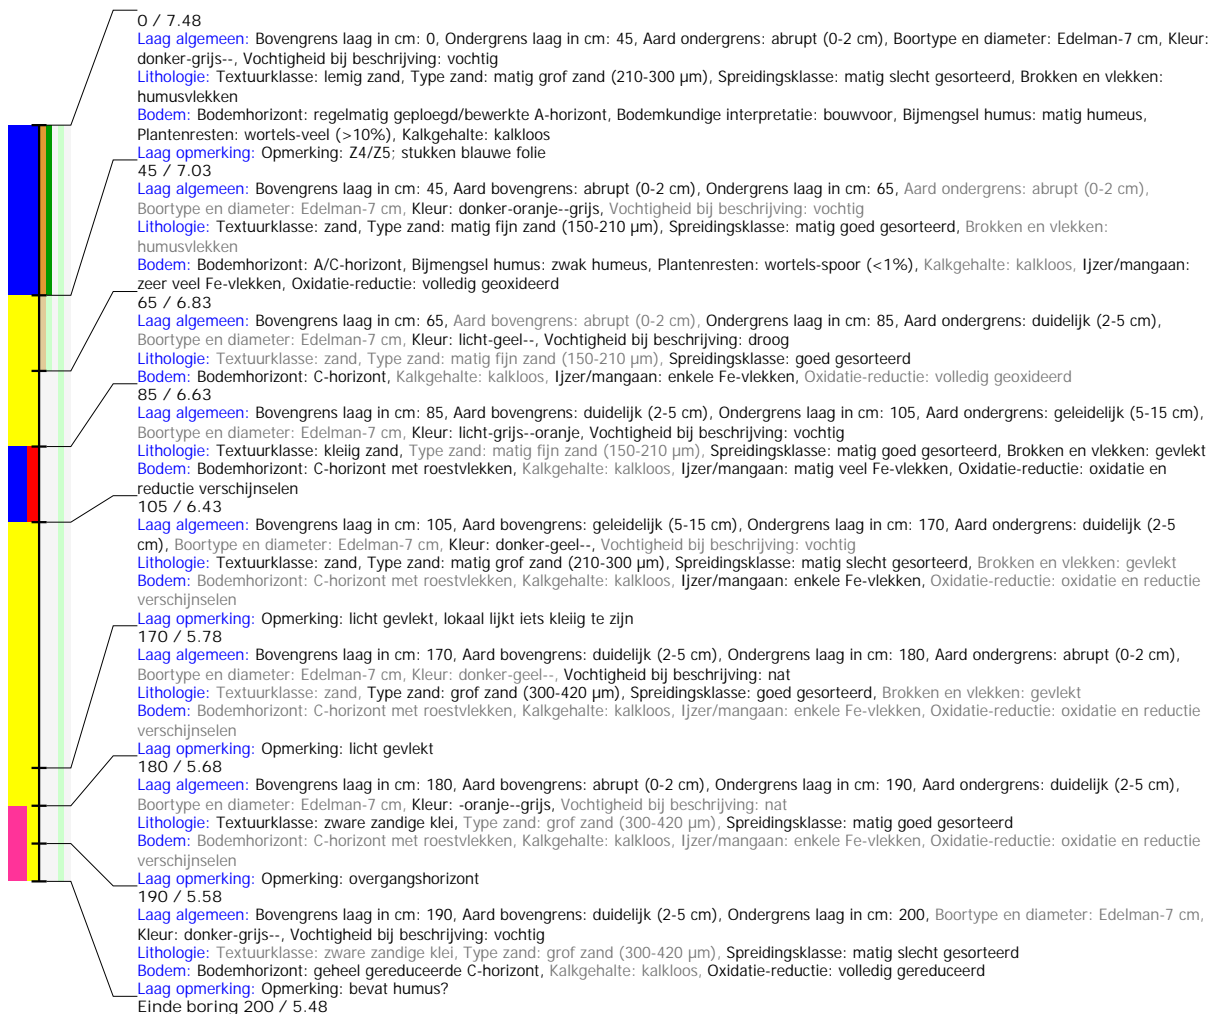 0 / 7.48
Laag algemeen: Bovengrens laag in cm: 0, Ondergrens laag in cm: 45, Aard ondergrens: abrupt (0-2 cm), Boortype en diameter: Edelman-7 cm, Kleur:
donker-grijs--, Vochtigheid bij beschrijving: vochtig
Lithologie: Textuurklasse: lemig zand, Type zand: matig grof zand (210-300 µm), Spreidingsklasse: matig slecht gesorteerd, Brokken en vlekken:
humusvlekken
Bodem: Bodemhorizont: regelmatig geploegd/bewerkte A-horizont, Bodemkundige interpretatie: bouwvoor, Bijmengsel humus: matig humeus,
Plantenresten: wortels-veel (>10%), Kalkgehalte: kalkloos
Laag opmerking: Opmerking: Z4/Z5; stukken blauwe folie
45 / 7.03
Laag algemeen: Bovengrens laag in cm: 45, Aard bovengrens: abrupt (0-2 cm), Ondergrens laag in cm: 65, Aard ondergrens: abrupt (0-2 cm),
Boortype en diameter: Edelman-7 cm, Kleur: donker-oranje--grijs, Vochtigheid bij beschrijving: vochtig
Lithologie: Textuurklasse: zand, Type zand: matig fijn zand (150-210 µm), Spreidingsklasse: matig goed gesorteerd, Brokken en vlekken:
humusvlekken
Bodem: Bodemhorizont: A/C-horizont, Bijmengsel humus: zwak humeus, Plantenresten: wortels-spoor (<1%), Kalkgehalte: kalkloos, Ijzer/mangaan:
zeer veel Fe-vlekken, Oxidatie-reductie: volledig geoxideerd
65 / 6.83
Laag algemeen: Bovengrens laag in cm: 65, Aard bovengrens: abrupt (0-2 cm), Ondergrens laag in cm: 85, Aard ondergrens: duidelijk (2-5 cm),
Boortype en diameter: Edelman-7 cm, Kleur: licht-geel--, Vochtigheid bij beschrijving: droog
Lithologie: Textuurklasse: zand, Type zand: matig fijn zand (150-210 µm), Spreidingsklasse: goed gesorteerd
Bodem: Bodemhorizont: C-horizont, Kalkgehalte: kalkloos, Ijzer/mangaan: enkele Fe-vlekken, Oxidatie-reductie: volledig geoxideerd
85 / 6.63
Laag algemeen: Bovengrens laag in cm: 85, Aard bovengrens: duidelijk (2-5 cm), Ondergrens laag in cm: 105, Aard ondergrens: geleidelijk (5-15 cm),
Boortype en diameter: Edelman-7 cm, Kleur: licht-grijs--oranje, Vochtigheid bij beschrijving: vochtig
Lithologie: Textuurklasse: kleiig zand, Type zand: matig fijn zand (150-210 µm), Spreidingsklasse: matig goed gesorteerd, Brokken en vlekken: gevlekt
Bodem: Bodemhorizont: C-horizont met roestvlekken, Kalkgehalte: kalkloos, Ijzer/mangaan: matig veel Fe-vlekken, Oxidatie-reductie: oxidatie en
reductie verschijnselen
105 / 6.43
Laag algemeen: Bovengrens laag in cm: 105, Aard bovengrens: geleidelijk (5-15 cm), Ondergrens laag in cm: 170, Aard ondergrens: duidelijk (2-5
cm), Boortype en diameter: Edelman-7 cm, Kleur: donker-geel--, Vochtigheid bij beschrijving: vochtig
Lithologie: Textuurklasse: zand, Type zand: matig grof zand (210-300 µm), Spreidingsklasse: matig slecht gesorteerd, Brokken en vlekken: gevlekt
Bodem: Bodemhorizont: C-horizont met roestvlekken, Kalkgehalte: kalkloos, Ijzer/mangaan: enkele Fe-vlekken, Oxidatie-reductie: oxidatie en reductie
verschijnselen
Laag opmerking: Opmerking: licht gevlekt, lokaal lijkt iets kleiig te zijn
170 / 5.78
Laag algemeen: Bovengrens laag in cm: 170, Aard bovengrens: duidelijk (2-5 cm), Ondergrens laag in cm: 180, Aard ondergrens: abrupt (0-2 cm),
Boortype en diameter: Edelman-7 cm, Kleur: donker-geel--, Vochtigheid bij beschrijving: nat
Lithologie: Textuurklasse: zand, Type zand: grof zand (300-420 µm), Spreidingsklasse: goed gesorteerd, Brokken en vlekken: gevlekt
Bodem: Bodemhorizont: C-horizont met roestvlekken, Kalkgehalte: kalkloos, Ijzer/mangaan: enkele Fe-vlekken, Oxidatie-reductie: oxidatie en reductie
verschijnselen
Laag opmerking: Opmerking: licht gevlekt
180 / 5.68
Laag algemeen: Bovengrens laag in cm: 180, Aard bovengrens: abrupt (0-2 cm), Ondergrens laag in cm: 190, Aard ondergrens: duidelijk (2-5 cm),
Boortype en diameter: Edelman-7 cm, Kleur: -oranje--grijs, Vochtigheid bij beschrijving: nat
Lithologie: Textuurklasse: zware zandige klei, Type zand: grof zand (300-420 µm), Spreidingsklasse: matig goed gesorteerd
Bodem: Bodemhorizont: C-horizont met roestvlekken, Kalkgehalte: kalkloos, Ijzer/mangaan: enkele Fe-vlekken, Oxidatie-reductie: oxidatie en reductie
verschijnselen
Laag opmerking: Opmerking: overgangshorizont
190 / 5.58
Laag algemeen: Bovengrens laag in cm: 190, Aard bovengrens: duidelijk (2-5 cm), Ondergrens laag in cm: 200, Boortype en diameter: Edelman-7 cm,
Kleur: donker-grijs--, Vochtigheid bij beschrijving: vochtig
Lithologie: Textuurklasse: zware zandige klei, Type zand: grof zand (300-420 µm), Spreidingsklasse: matig slecht gesorteerd
Bodem: Bodemhorizont: geheel gereduceerde C-horizont, Kalkgehalte: kalkloos, Oxidatie-reductie: volledig gereduceerd
Laag opmerking: Opmerking: bevat humus?
Einde boring 200 / 5.48